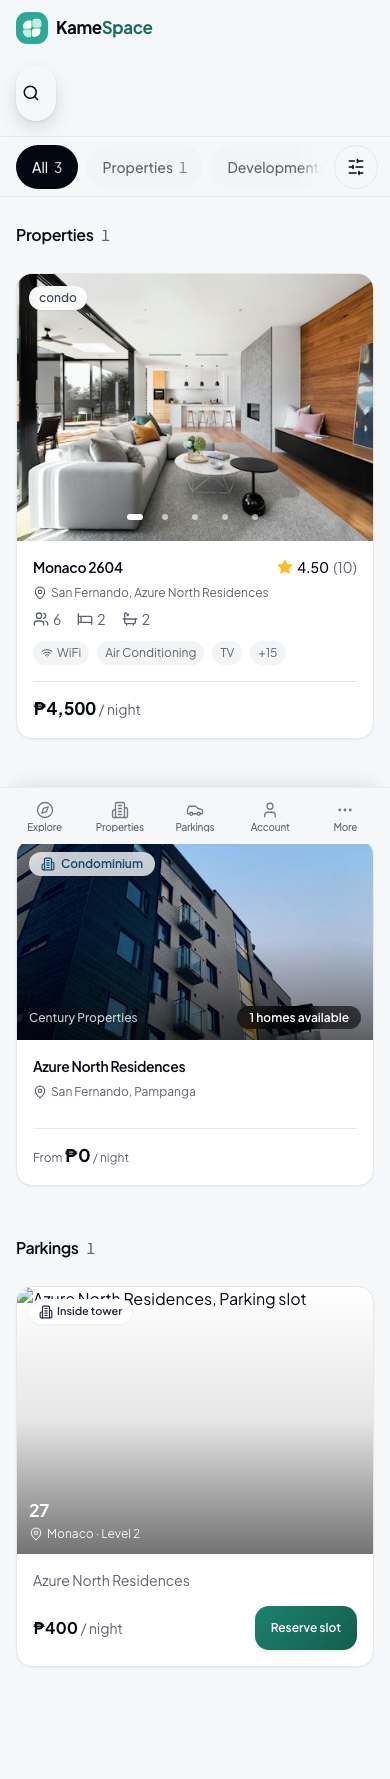 KameSpace
All 3 Properties 1 Development
Properties 1
condo
Monaco 2604 4.50 (10)
San Fernando, Azure North Residences
6 2 2
WiFi Air Conditioning TV +15
₱4,500 / night
Explore Properties Parkings Account More
Condominium
Century Properties 1 homes available
Azure North Residences
San Fernando, Pampanga
From ₱0 / night
Parkings 1
Azure North Residences, Parking slot
Inside tower
27
Monaco · Level 2
Azure North Residences
₱400 / night Reserve slot